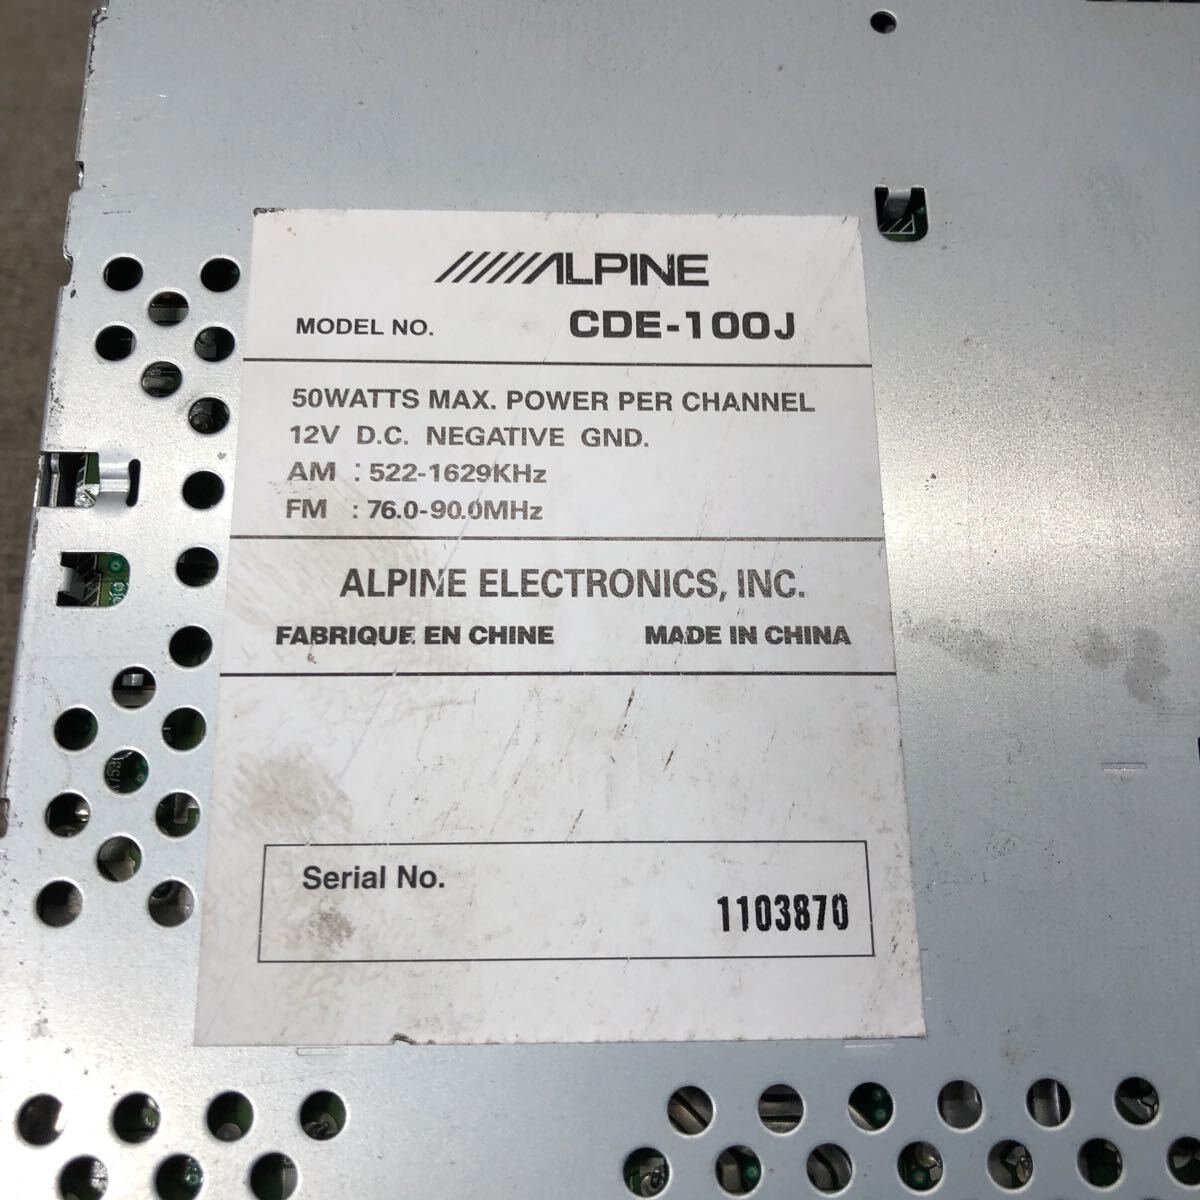 ALPINE
MODEL NO. CDE-100J
50WATTS MAX. POWER PER CHANNEL
12V D.C. NEGATIVE GND.
AM : 522-1629KHz
FM : 76.0-90.0MHz
ALPINE ELECTRONICS, INC.
FABRIQUE EN CHINE MADE IN CHINA
Serial No.
1103870